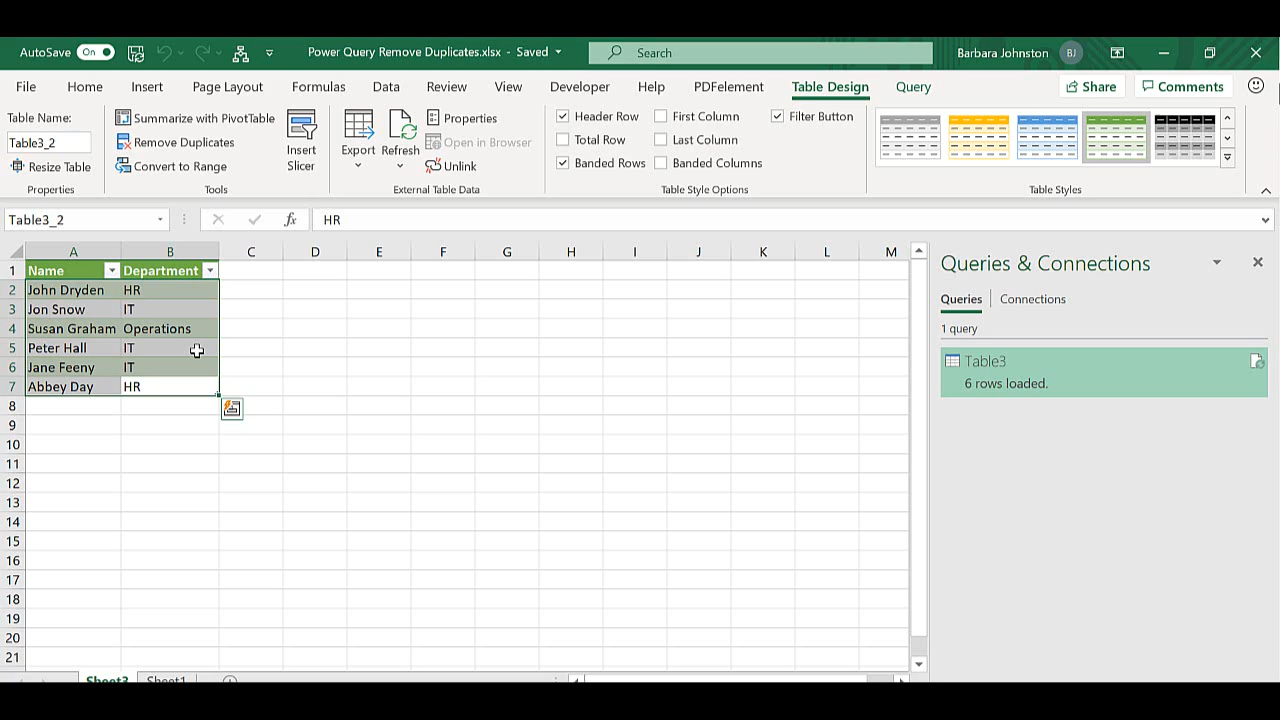 AutoSave On Power Query Remove Duplicates.xlsx - Saved Search Barbara Johnston BJ
File Home Insert Page Layout Formulas Data Review View Developer Help PDFelement Table Design Query Share Comments
Table Name:
Table3_2
Resize Table
Properties
Summarize with PivotTable
Remove Duplicates
Convert to Range
Insert
Slicer
Tools
Export
Refresh
Properties
Open in Browser
Unlink
External Table Data
Header Row First Column Filter Button
Total Row Last Column
Banded Rows Banded Columns
Table Style Options
Table Styles
Table3_2 fx HR
A B C D E F G H I J K L M
1 Name Department
2 John Dryden HR
3 Jon Snow IT
4 Susan Graham Operations
5 Peter Hall IT
6 Jane Feeny IT
7 Abbey Day HR
8
9
10
11
12
13
14
15
16
17
18
19
20
21
Sheet3 Sheet1
Queries & Connections
Queries Connections
1 query
Table3
6 rows loaded.